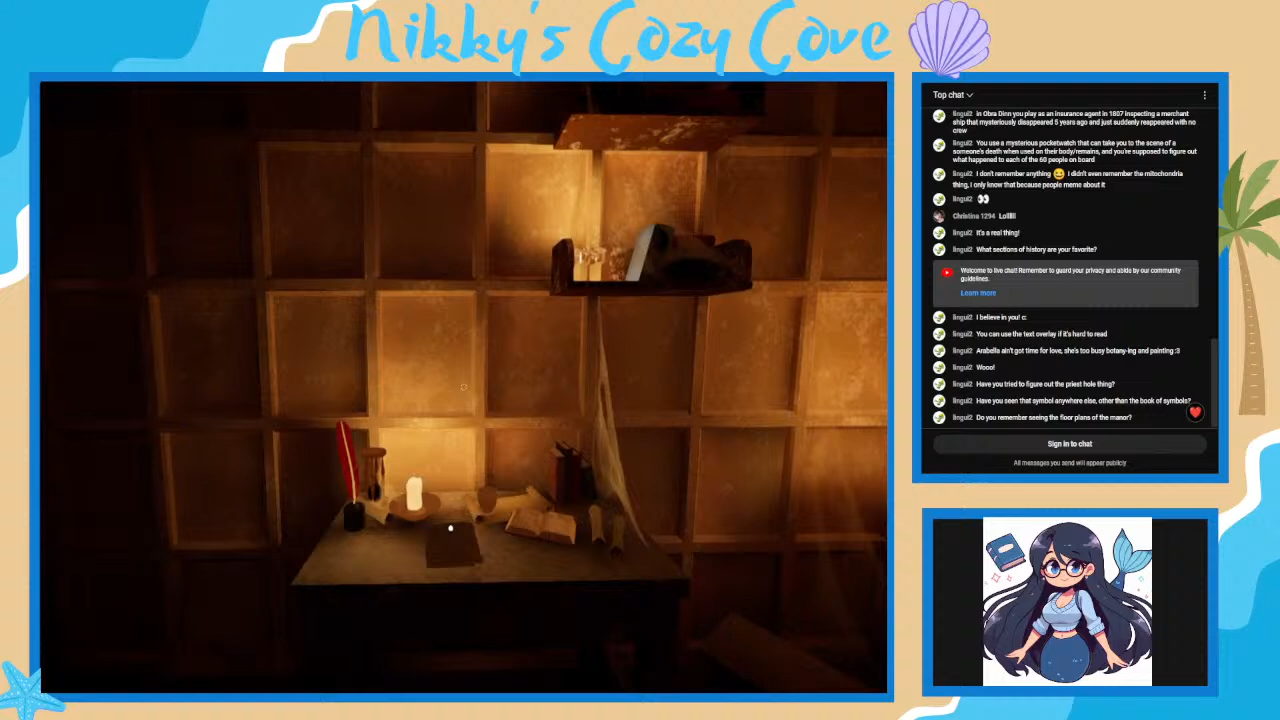 Nikky's Cozy Cove
Top chat
lingui2 in Obra Dinn you play as an insurance agent in 1807 inspecting a merchant
ship that mysteriously disappeared 5 years ago and just suddenly reappeared with no
crew
lingui2 You use a mysterious pocketwatch that can take you to the scene of a
someone's death when used on their body/remains, and you're supposed to figure out
what happened to each of the 60 people on board
lingui2 I don't remember anything 😆 I didn't even remember the mitochondria
thing, I only know that because people meme about it
lingui2 👀
Christina 1294 Lolllll
lingui2 It's a real thing!
lingui2 What sections of history are your favorite?
Welcome to live chat! Remember to guard your privacy and abide by our community
guidelines.
Learn more
lingui2 I believe in you! c:
lingui2 You can use the text overlay if it's hard to read
lingui2 Arabella ain't got time for love, she's too busy botany-ing and painting :3
lingui2 Wooo!
lingui2 Have you tried to figure out the priest hole thing?
lingui2 Have you seen that symbol anywhere else, other than the book of symbols?
lingui2 Do you remember seeing the floor plans of the manor?
Sign in to chat
All messages you send will appear publicly